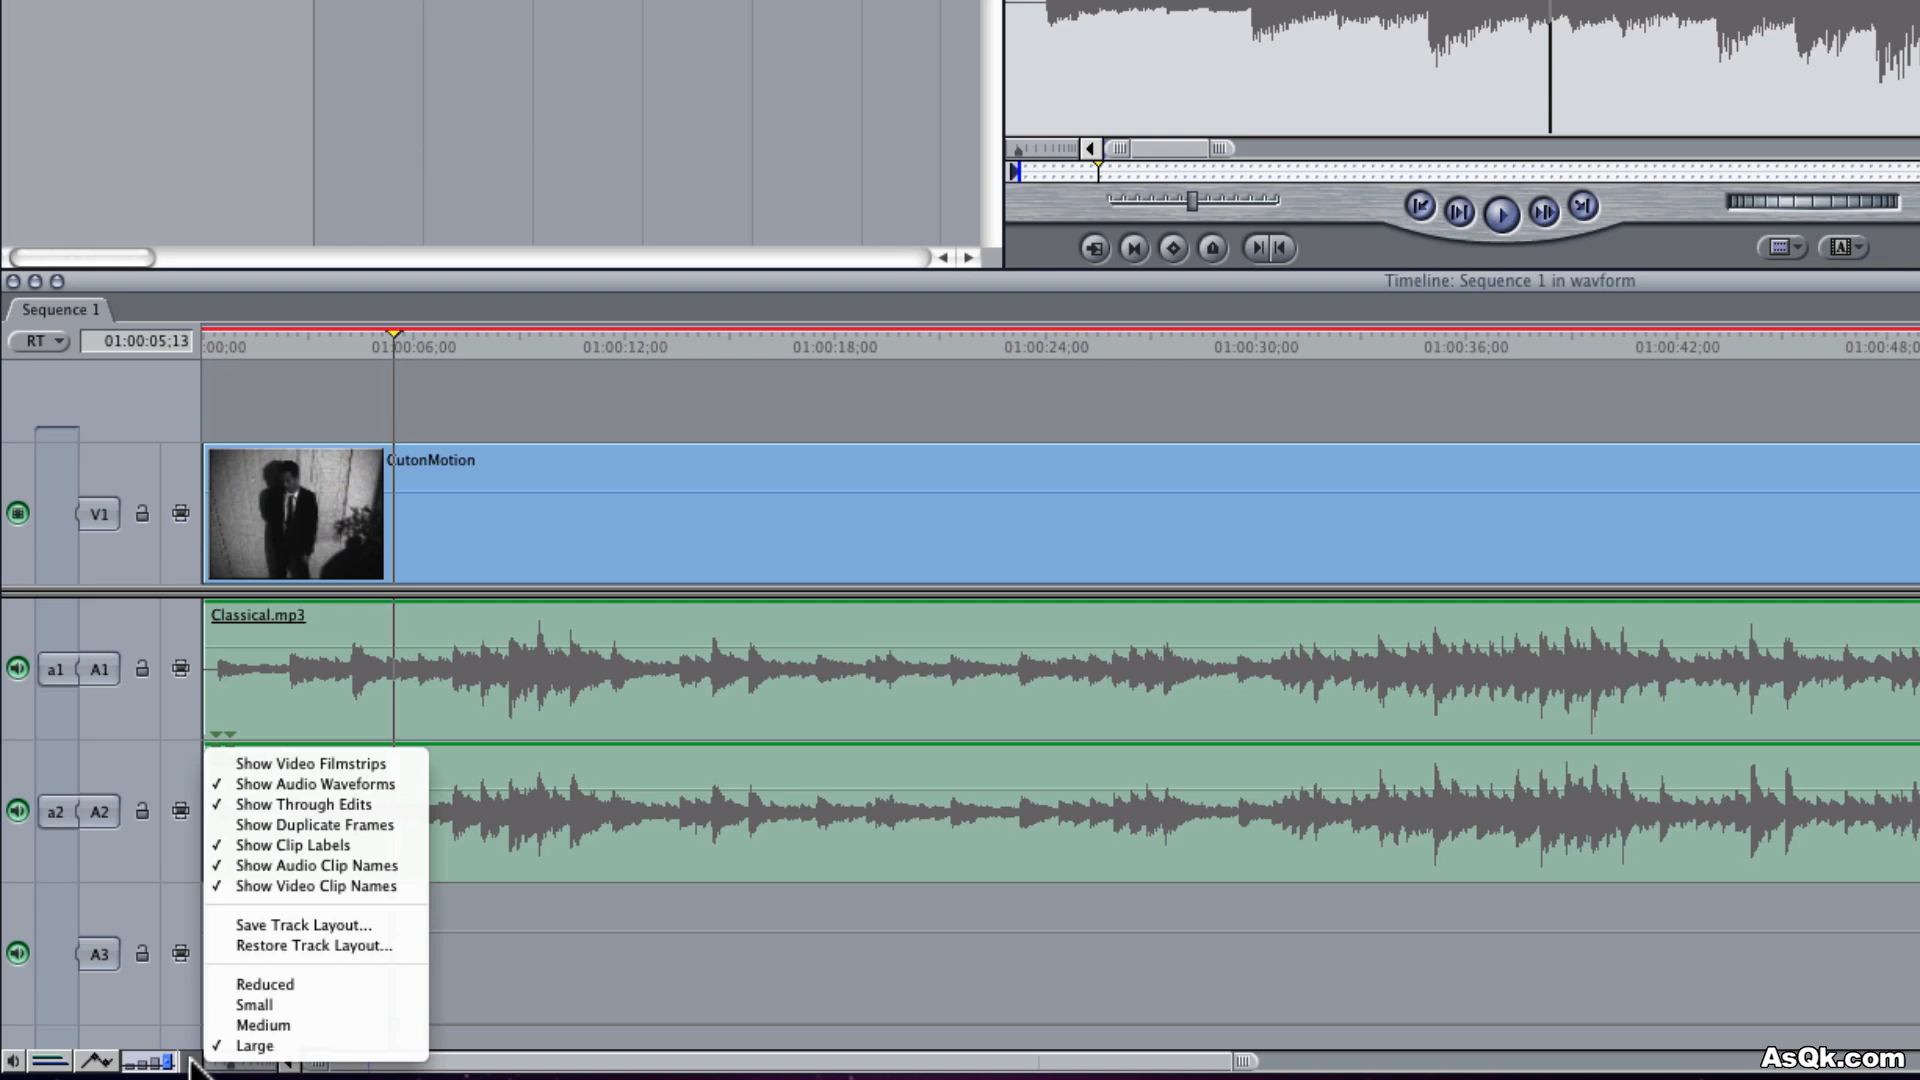 Timeline: Sequence 1 in wavform
Sequence 1
RT
01:00:05;13
:00;00
01:00:06;00
01:00:12;00
01:00:18;00
01:00:24;00
01:00:30;00
01:00:36;00
01:00:42;00
01:00:48;0
V1
CutonMotion
Classical.mp3
a1 A1
a2 A2
A3
Show Video Filmstrips
✓ Show Audio Waveforms
✓ Show Through Edits
Show Duplicate Frames
✓ Show Clip Labels
✓ Show Audio Clip Names
✓ Show Video Clip Names
Save Track Layout...
Restore Track Layout...
Reduced
Small
Medium
✓ Large
A
AsQk.com